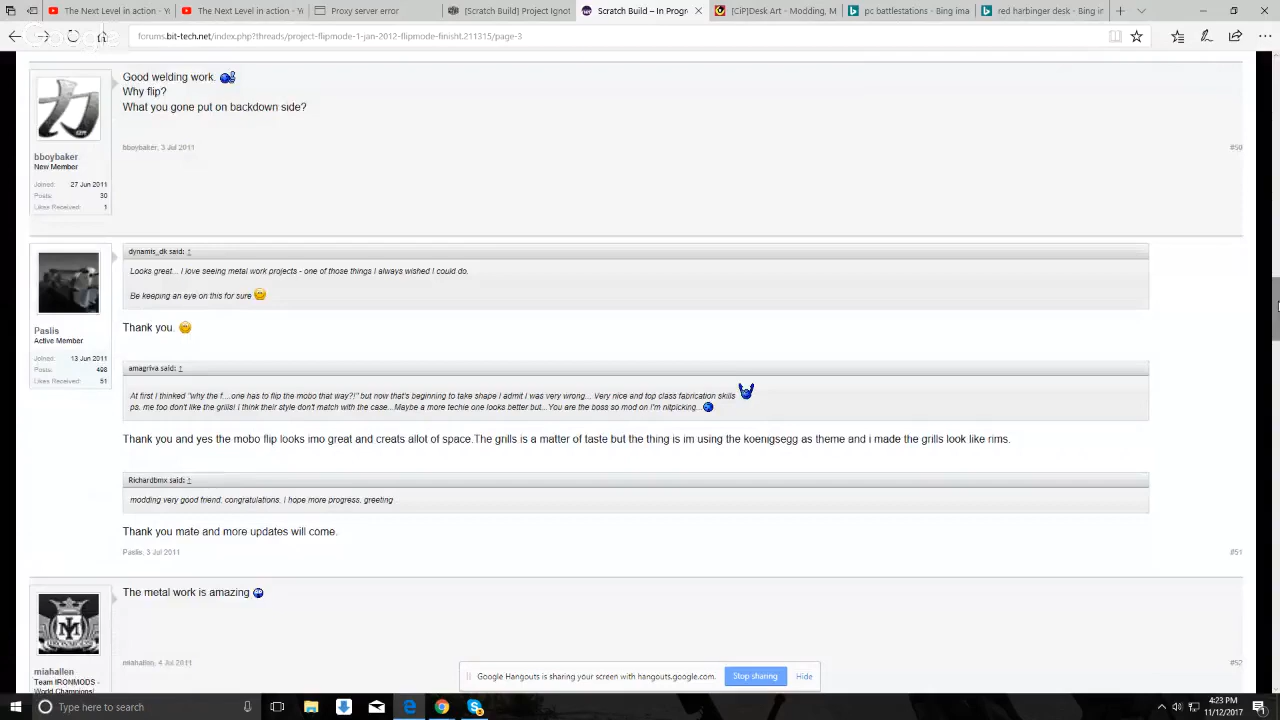 The Next Level in action - Yo
The Next Level in action - Yo
Proxy server error
[Scratch Build] Project Ignot
Scratch Build – In Progr
[CIP] Le Art - Modding, M
pc battlestations - Bing ima
red harbinger desk - Bing ir
forums.bit-tech.net/index.php?threads/project-flipmode-1-jan-2012-flipmode-finisht.211315/page-3
Good welding work.
Why flip?
What you gone put on backdown side?
bboybaker, 3 Jul 2011
#50
bboybaker
New Member
Joined: 27 Jun 2011
Posts: 30
Likes Received: 1
dynamis_dk said: ↑
Looks great... I love seeing metal work projects - one of those things I always wished I could do.
Be keeping an eye on this for sure
Thank you.
Paslis
Active Member
Joined: 13 Jun 2011
Posts: 498
Likes Received: 51
amagriva said: ↑
At first I thinked "why the f....one has to flip the mobo that way?!" but now that's beginning to take shape I admit I was very wrong... Very nice and top class fabrication skills
ps. me too don't like the grills! I think their style don't match with the case...Maybe a more techie one looks better but...You are the boss so mod on I'm nitpicking...
Thank you and yes the mobo flip looks imo great and creats allot of space.The grills is a matter of taste but the thing is im using the koenigsegg as theme and i made the grills look like rims.
Richardbmx said: ↑
modding very good friend, congratulations. I hope more progress. greeting
Thank you mate and more updates will come.
Paslis, 3 Jul 2011
#51
The metal work is amazing
miahallen, 4 Jul 2011
#52
miahallen
Team IRONMODS -
World Champions!
Google Hangouts is sharing your screen with hangouts.google.com.
Stop sharing
Hide
Type here to search
4:23 PM
11/12/2017